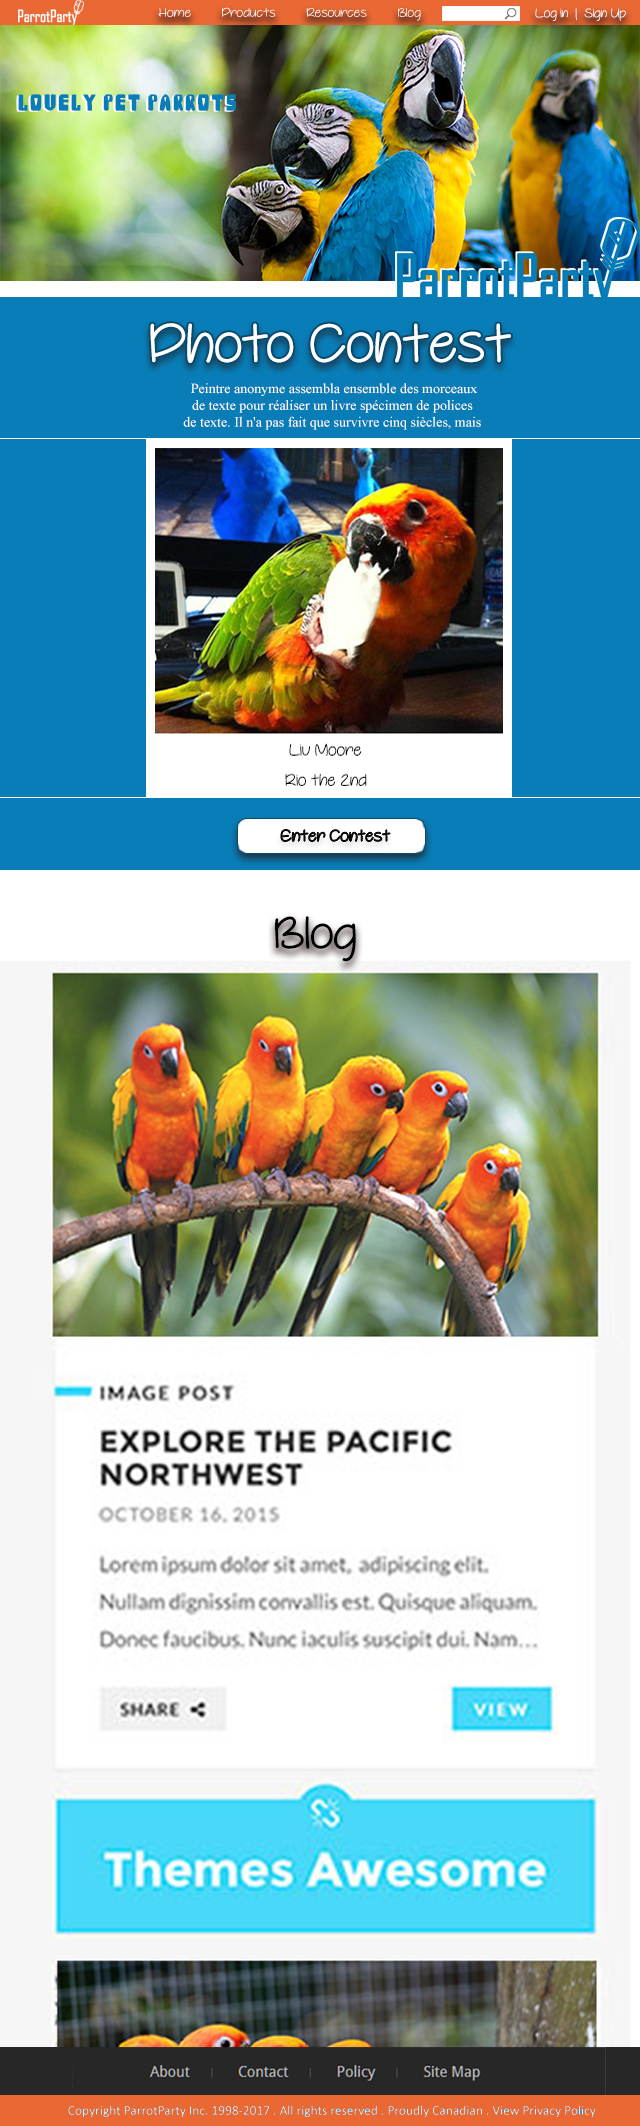 ParrotParty Home Products Resources Blog Log In | Sign Up
LOVELY PET PARROTS
ParrotParty
Photo Contest
Peintre anonyme assembla ensemble des morceaux
de texte pour réaliser un livre spécimen de polices
de texte. Il n'a pas fait que survivre cinq siècles, mais
Liu Moore
Rio the 2nd
Enter Contest
Blog
IMAGE POST
EXPLORE THE PACIFIC
NORTHWEST
OCTOBER 16, 2015
Lorem ipsum dolor sit amet, adipiscing elit.
Nullam dignissim convallis est. Quisque aliquam.
Donec faucibus. Nunc iaculis suscipit dui. Nam...
SHARE VIEW
Themes Awesome
About | Contact | Policy | Site Map
Copyright ParrotParty Inc. 1998-2017 . All rights reserved . Proudly Canadian . View Privacy Policy